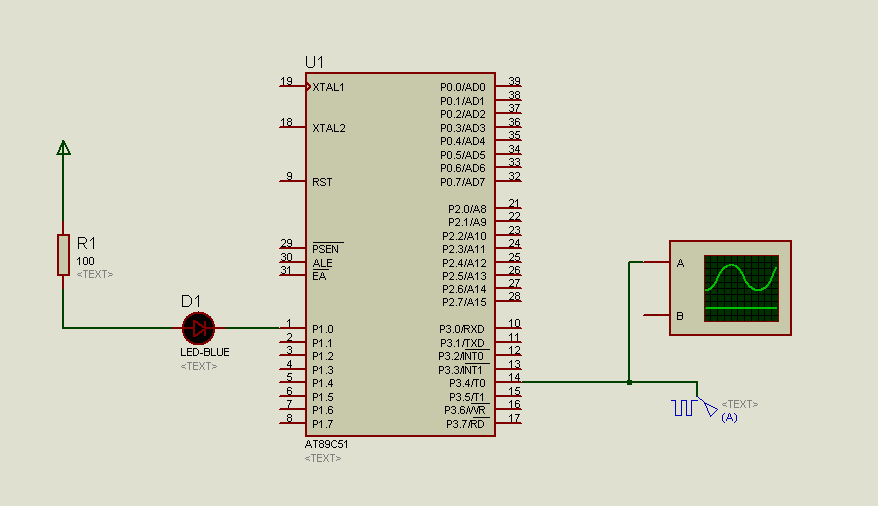 U1
19 XTAL1
18 XTAL2
9 RST
29 PSEN
30 ALE
31 EA
1 P1.0
2 P1.1
3 P1.2
4 P1.3
5 P1.4
6 P1.5
7 P1.6
8 P1.7
P0.0/AD0 39
P0.1/AD1 38
P0.2/AD2 37
P0.3/AD3 36
P0.4/AD4 35
P0.5/AD5 34
P0.6/AD6 33
P0.7/AD7 32
P2.0/A8 21
P2.1/A9 22
P2.2/A10 23
P2.3/A11 24
P2.4/A12 25
P2.5/A13 26
P2.6/A14 27
P2.7/A15 28
P3.0/RXD 10
P3.1/TXD 11
P3.2/INT0 12
P3.3/INT1 13
P3.4/T0 14
P3.5/T1 15
P3.6/WR 16
P3.7/RD 17
AT89C51
<TEXT>
R1
100
<TEXT>
D1
LED-BLUE
<TEXT>
A
B
<TEXT>
(A)